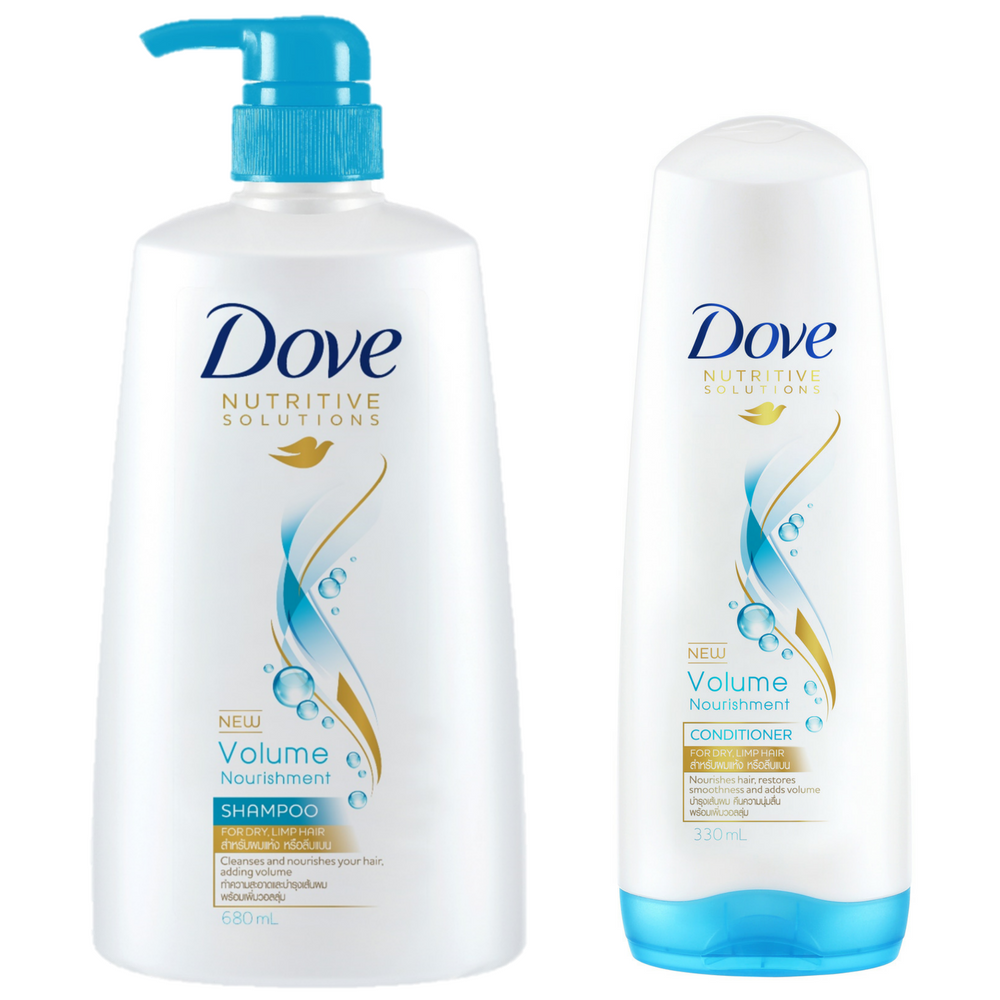 Dove
NUTRITIVE
SOLUTIONS
NEW
Volume
Nourishment
SHAMPOO
FOR DRY, LIMP HAIR
สำหรับผมแห้ง หรือลีบแบน
Cleanses and nourishes your hair,
adding volume
ทำความสะอาดและบำรุงเส้นผม
พร้อมเพิ่มวอลลุ่ม
680 mL
Dove
NUTRITIVE
SOLUTIONS
NEW
Volume
Nourishment
CONDITIONER
FOR DRY, LIMP HAIR
สำหรับผมแห้ง หรือลีบแบน
Nourishes hair, restores
smoothness and adds volume
บำรุงเส้นผม คืนความนุ่มลื่น
พร้อมเพิ่มวอลลุ่ม
330 mL